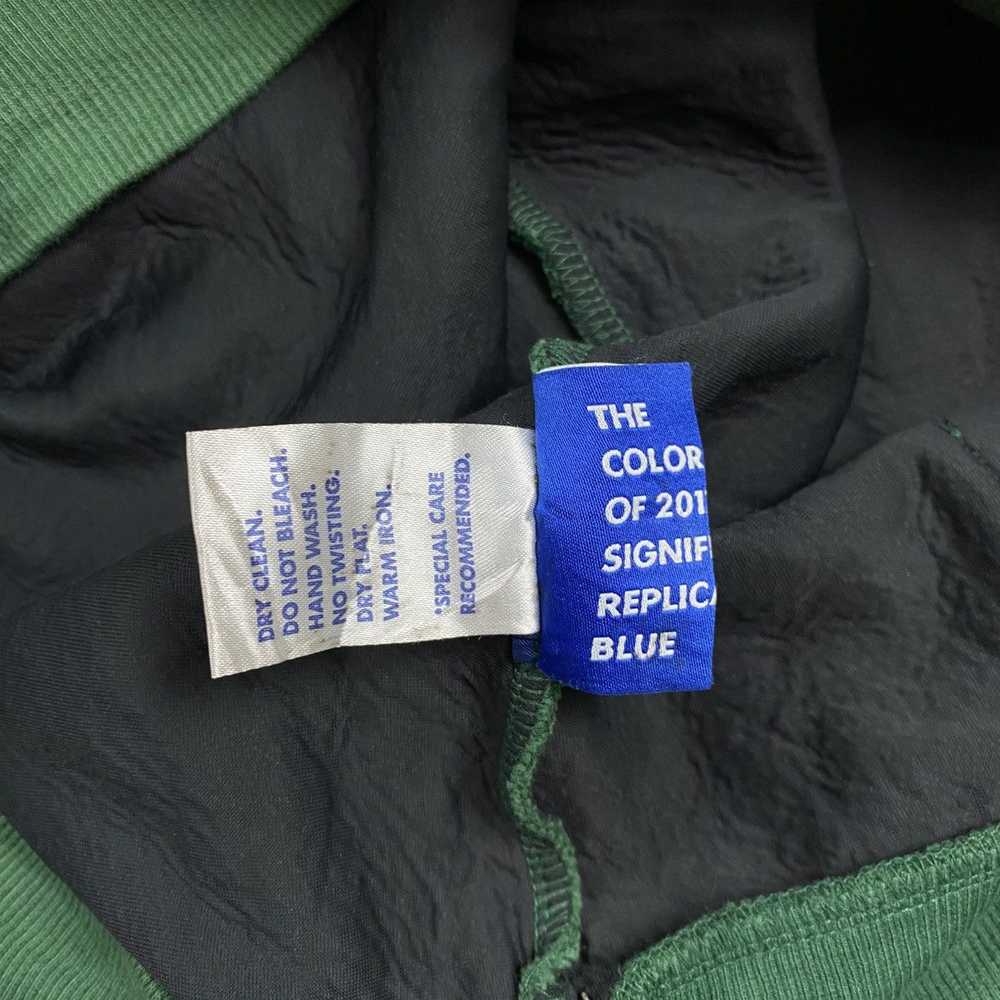 DRY CLEAN.
DO NOT BLEACH.
HAND WASH.
NO TWISTING.
DRY FLAT.
WARM IRON.
*SPECIAL CARE
RECOMMENDED.
THE
COLOR
OF 201
SIGNIF
REPLICA
BLUE